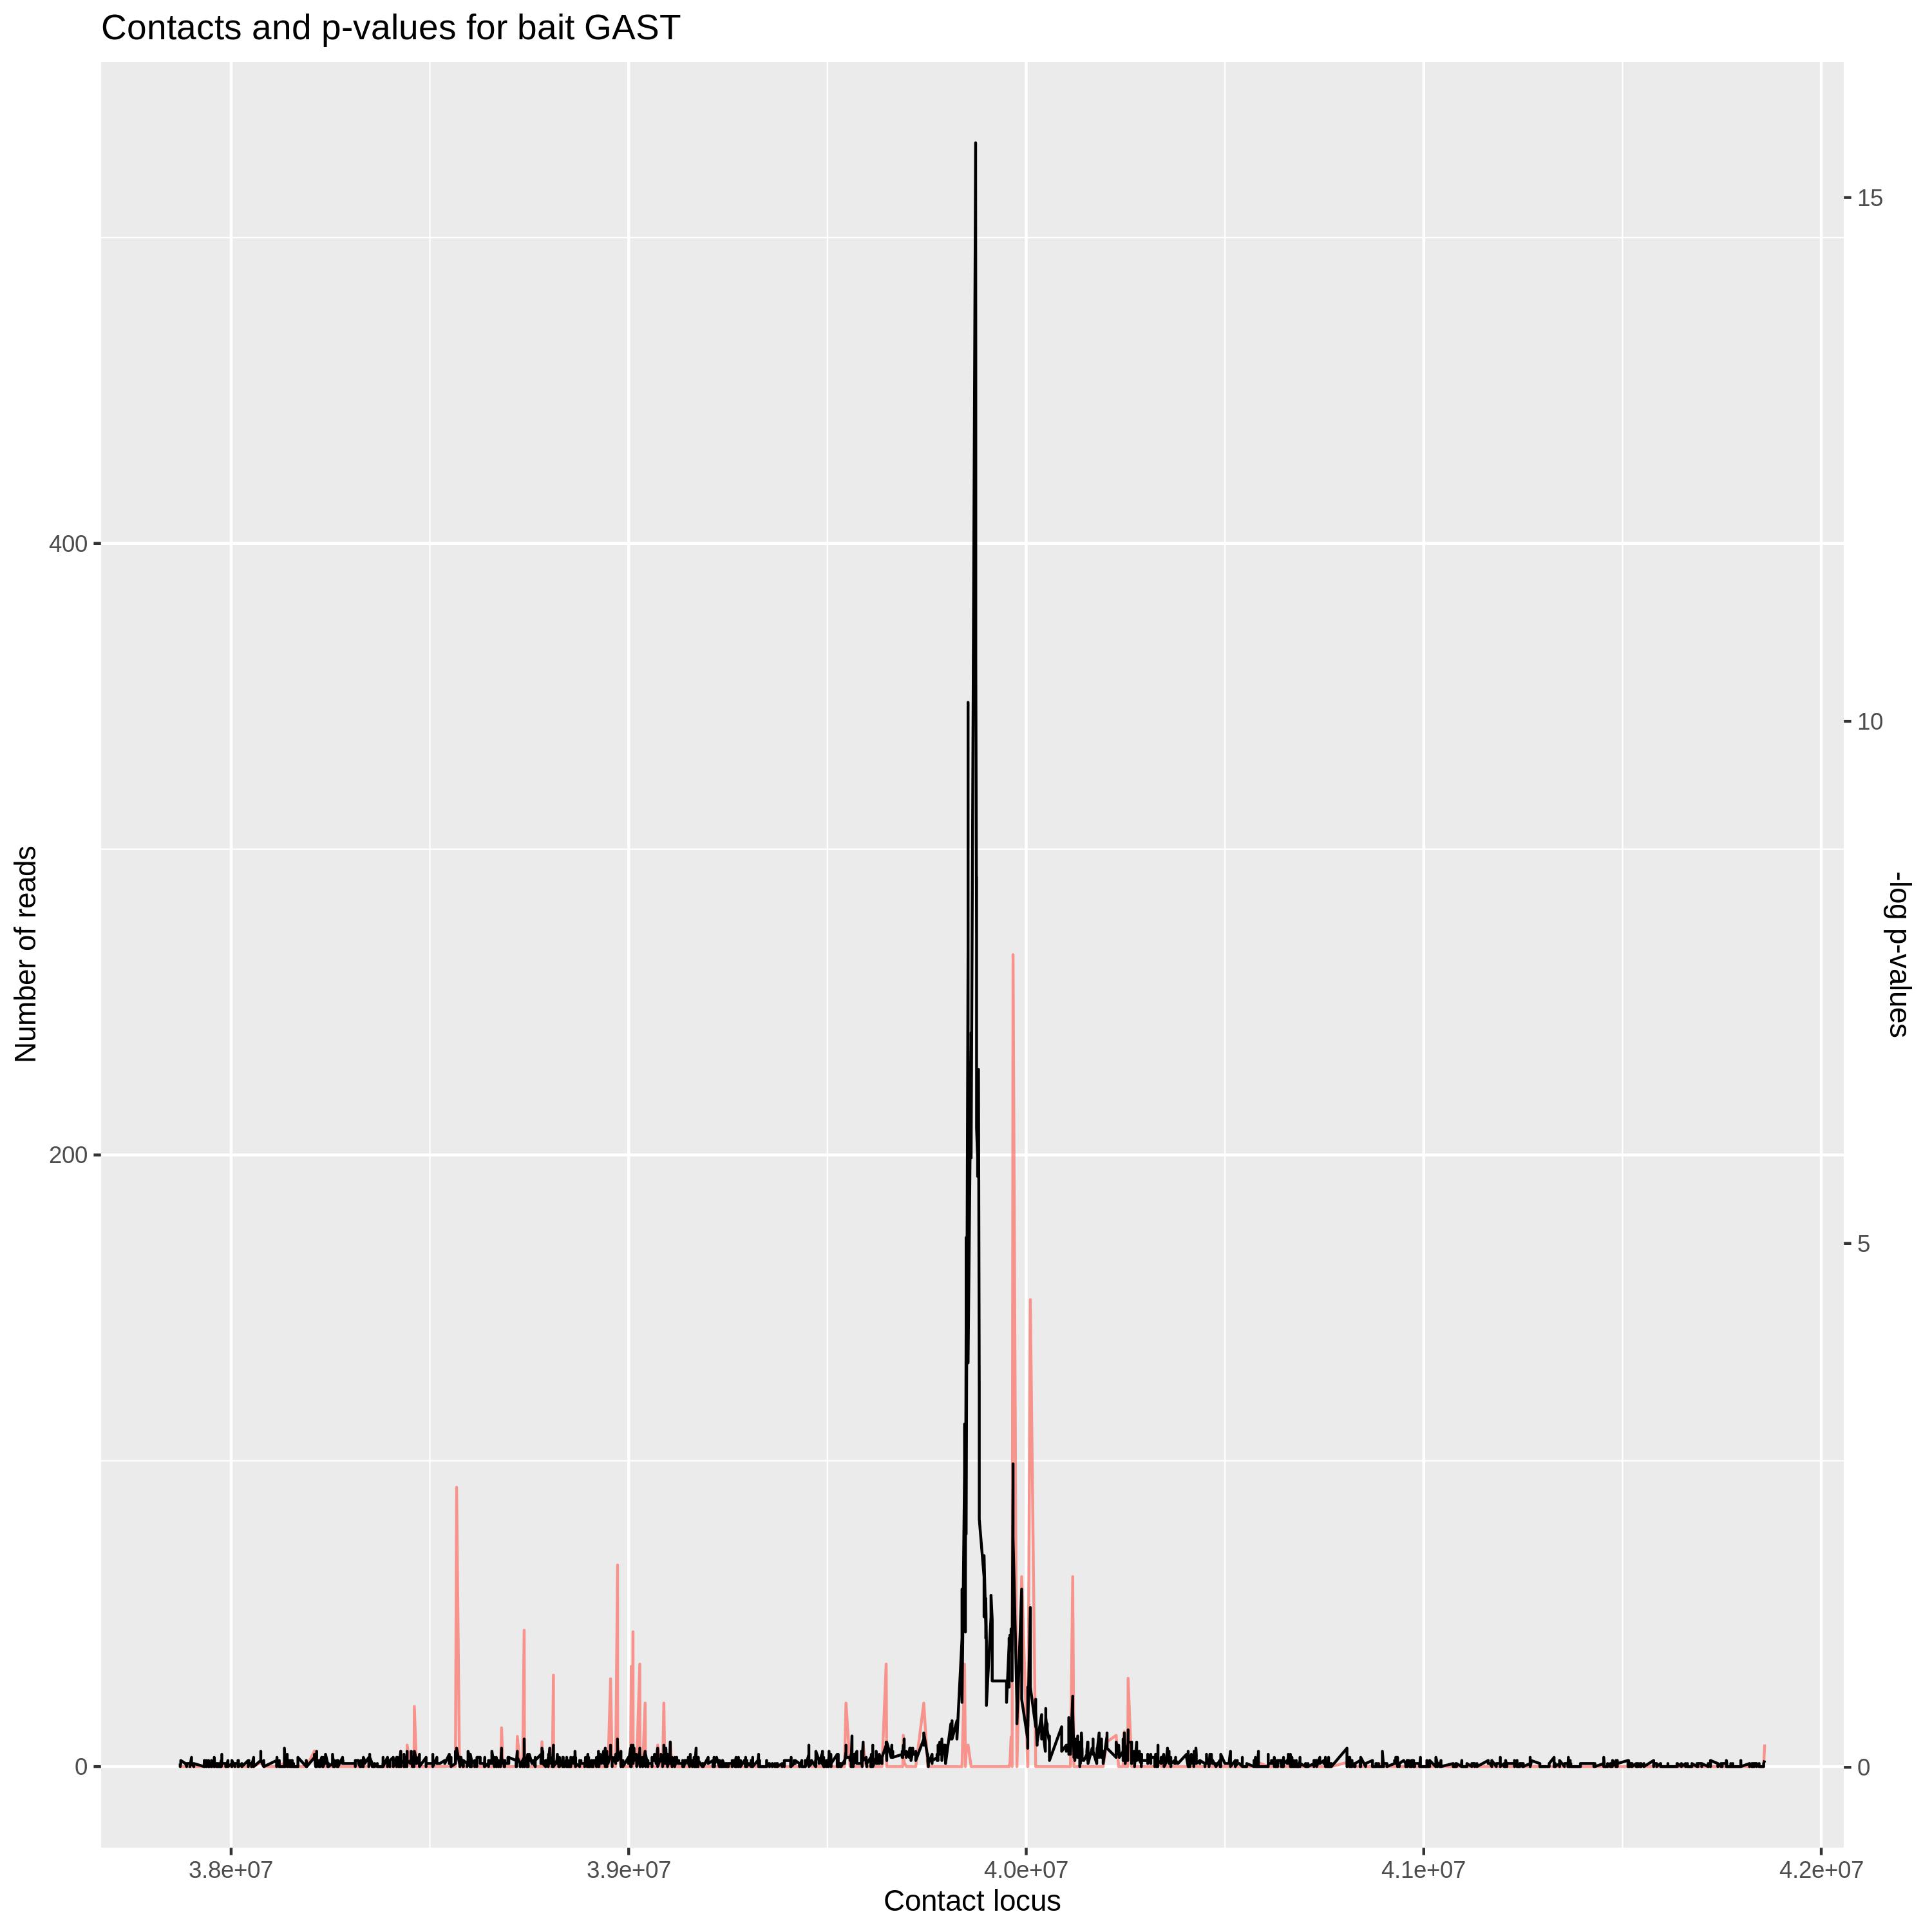 Contacts and p-values for bait GAST
15
400
10
Number of reads
-log p-values
200
5
0
0
3.8e+07
3.9e+07
4.0e+07
4.1e+07
4.2e+07
Contact locus